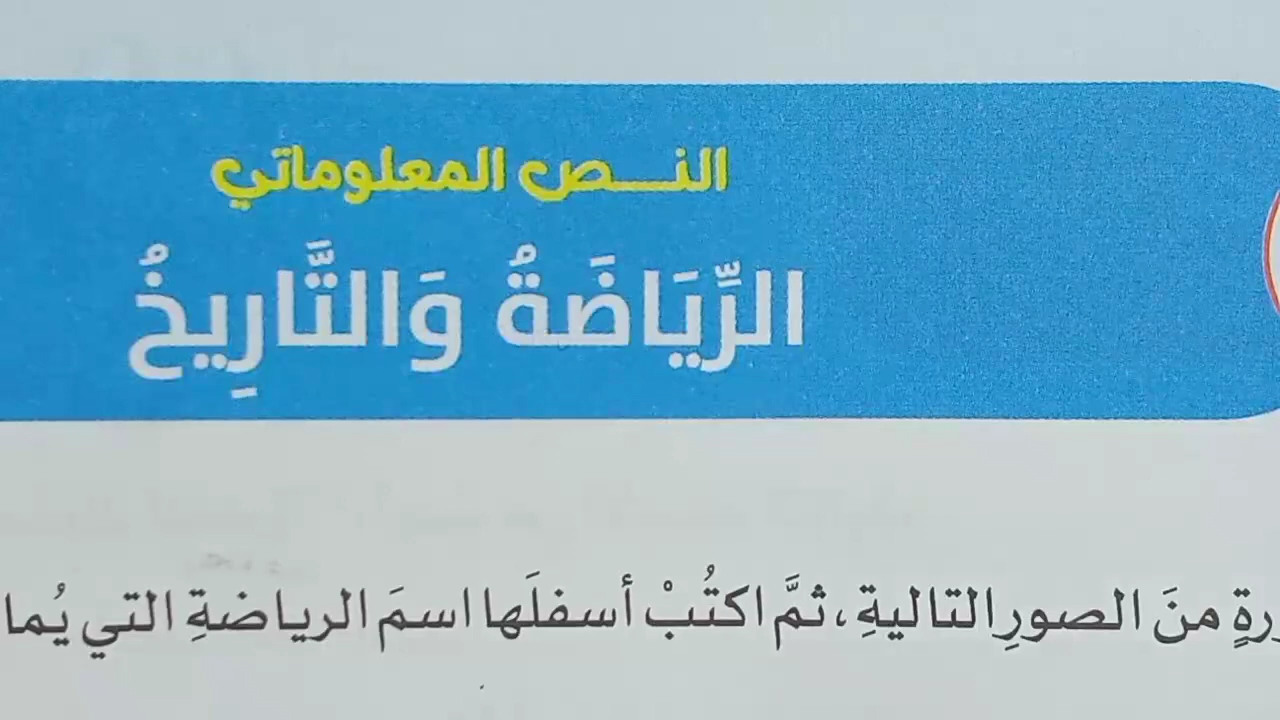 النص المعلوماتي
الرِّيَاضَةُ وَالتَّارِيخُ
منَ الصورِ التاليةِ، ثمَّ اكتُبْ أسفلَها اسمَ الرياضةِ التي